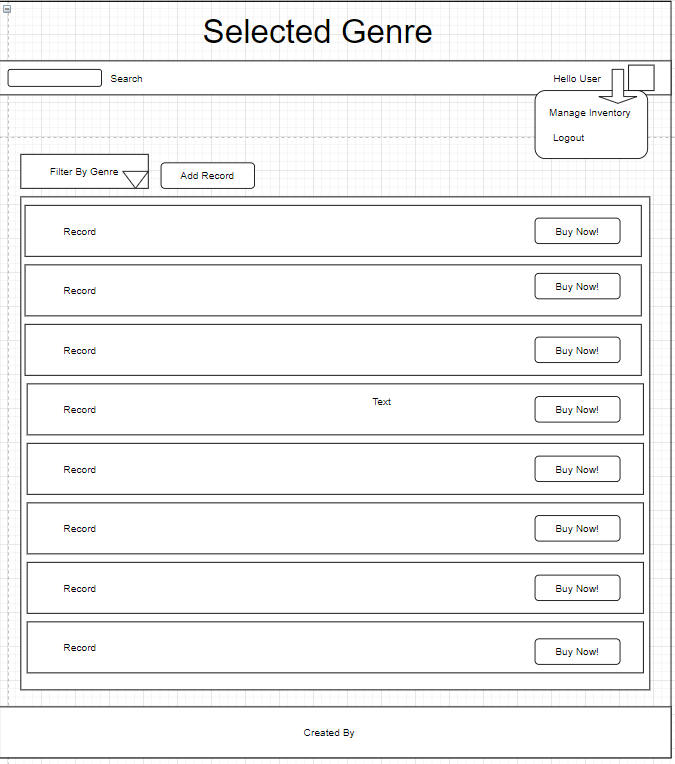 Selected Genre
Search
Hello User
Manage Inventory
Logout
Filter By Genre
Add Record
Record
Buy Now!
Record
Buy Now!
Record
Buy Now!
Record
Text
Buy Now!
Record
Buy Now!
Record
Buy Now!
Record
Buy Now!
Record
Buy Now!
Created By